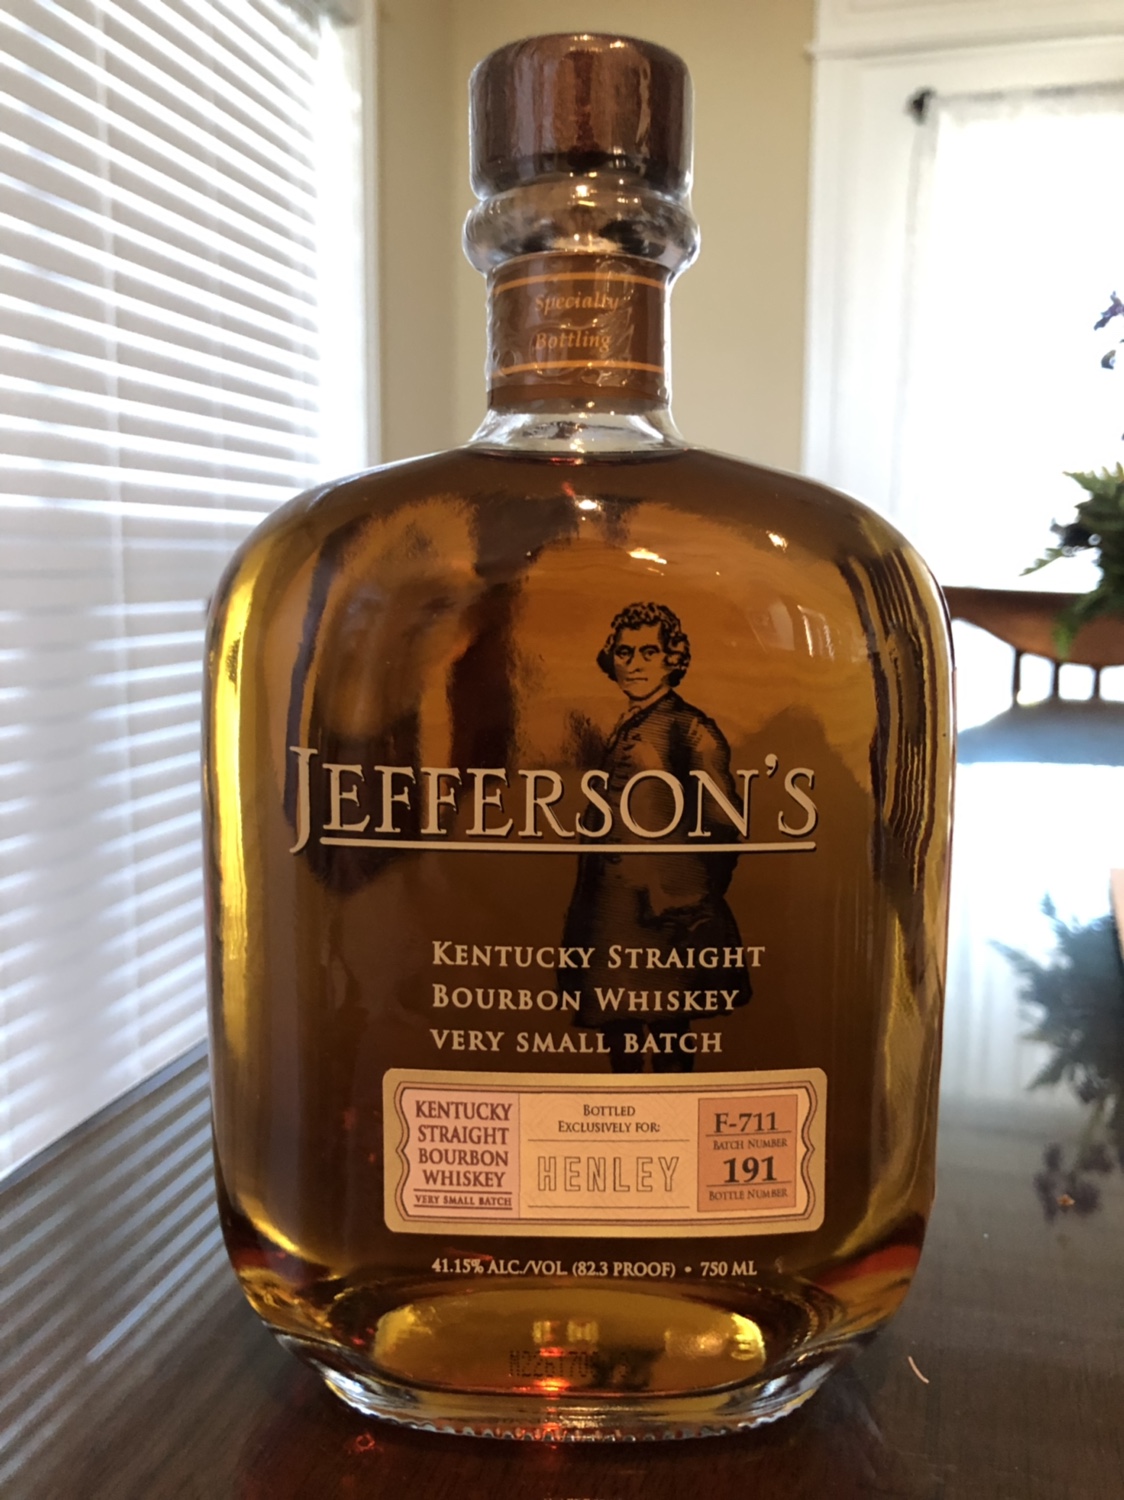 Specialty
Bottling
JEFFERSON'S
KENTUCKY STRAIGHT
BOURBON WHISKEY
VERY SMALL BATCH
KENTUCKY
STRAIGHT
BOURBON
WHISKEY
VERY SMALL BATCH
BOTTLED
EXCLUSIVELY FOR:
HENLEY
F-711
BATCH NUMBER
191
BOTTLE NUMBER
41.15% ALC./VOL. (82.3 PROOF) • 750 ML